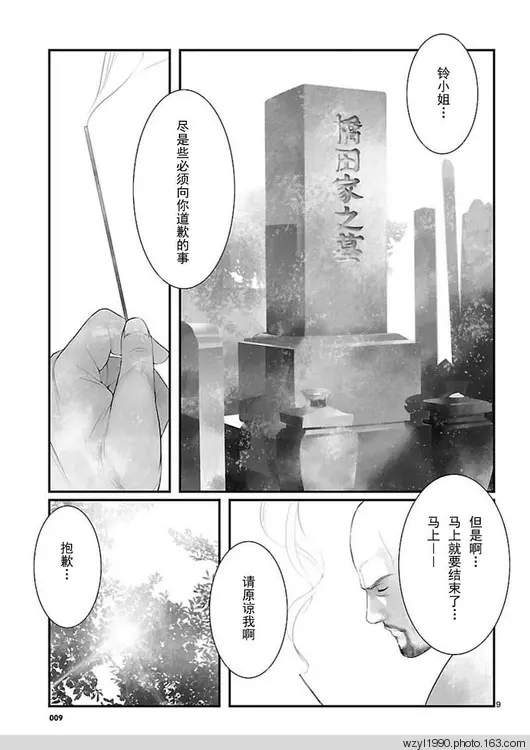 铃小姐…
橋田家之墓
尽是些必须向你道歉的事
但是啊…
马上就要结束了…
马上——
请原谅我啊
抱歉…
9
009
wzyl1990.photo.163.com